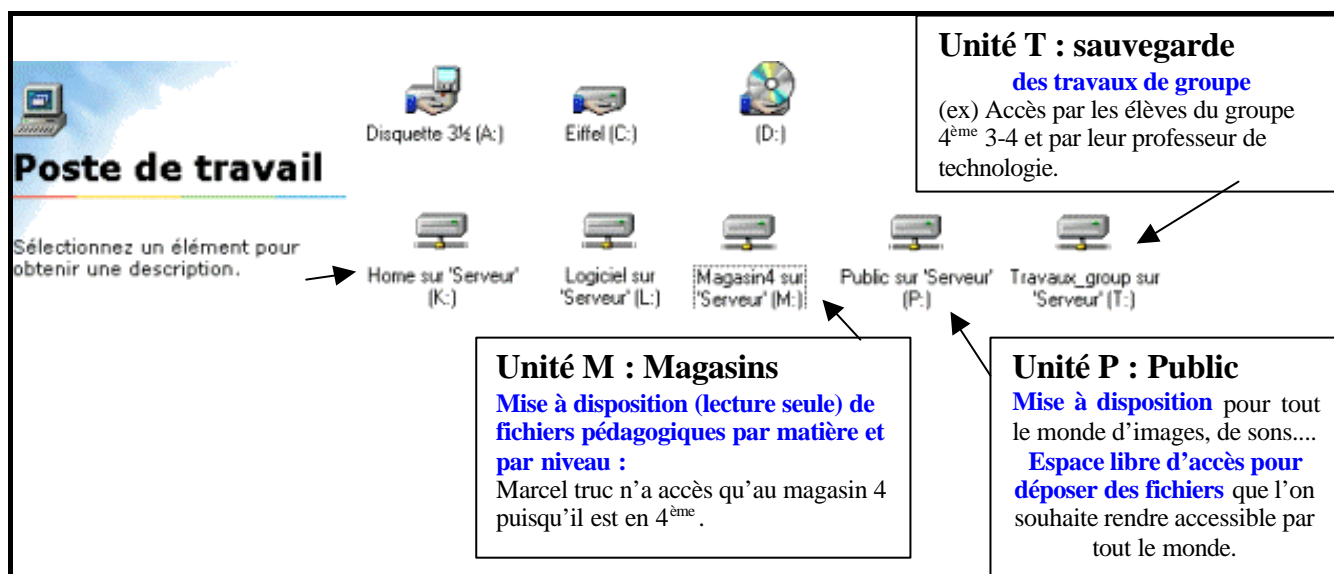 Unité T : sauvegarde
des travaux de groupe
(ex) Accès par les élèves du groupe
4ème 3-4 et par leur professeur de
technologie.
Disquette 3½ (A:)
Eiffel (C:)
(D:)
Poste de travail
Sélectionnez un élément pour
obtenir une description.
Home sur 'Serveur'
(K:)
Logiciel sur
'Serveur' (L:)
Magasin4 sur
'Serveur' (M:)
Public sur 'Serveur'
(P:)
Travaux_group sur
'Serveur' (T:)
Unité M : Magasins
Mise à disposition (lecture seule) de
fichiers pédagogiques par matière et
par niveau :
Marcel truc n’a accès qu’au magasin 4
puisqu’il est en 4ème .
Unité P : Public
Mise à disposition pour tout
le monde d’images, de sons....
Espace libre d’accès pour
déposer des fichiers que l’on
souhaite rendre accessible par
tout le monde.